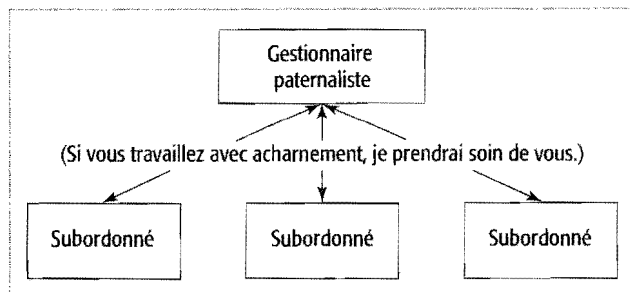 Gestionnaire
paternaliste
(Si vous travaillez avec acharnement, je prendrai soin de vous.)
Subordonné
Subordonné
Subordonné